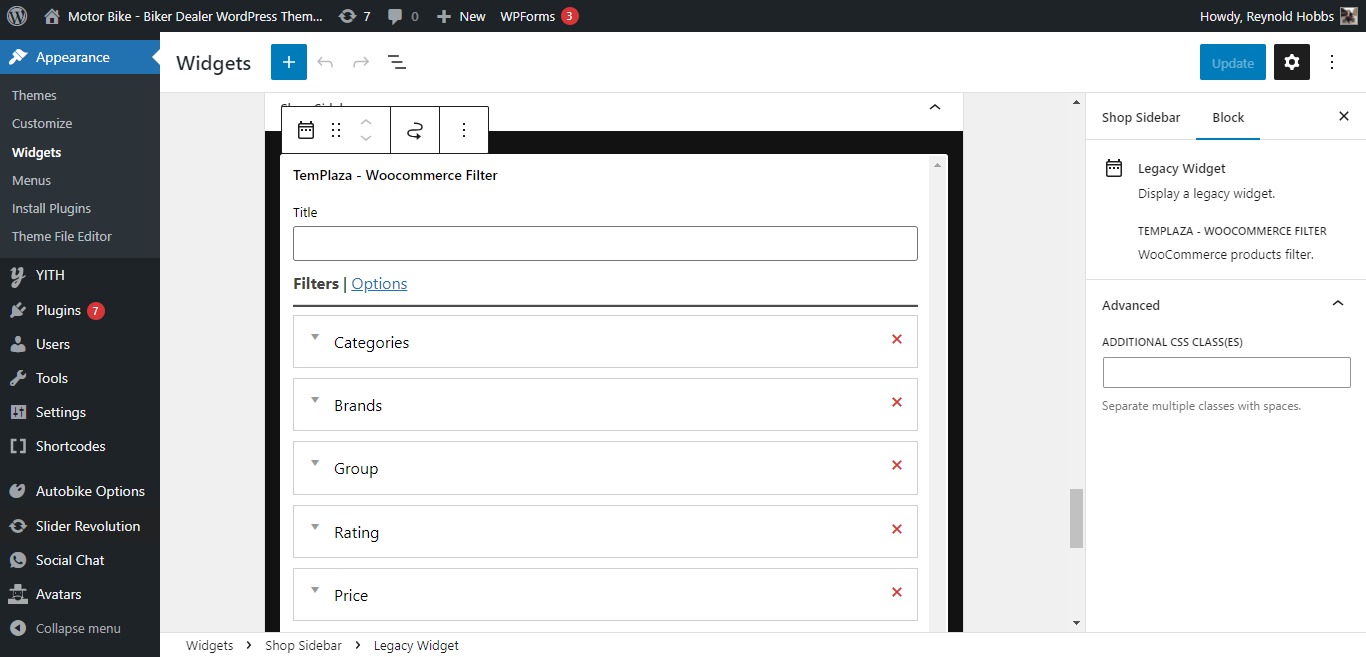 Motor Bike - Biker Dealer WordPress Them...
7
0
New
WPForms 3
Howdy, Reynold Hobbs
Appearance
Themes
Customize
Widgets
Menus
Install Plugins
Theme File Editor
YITH
Plugins 7
Users
Tools
Settings
Shortcodes
Autobike Options
Slider Revolution
Social Chat
Avatars
Collapse menu
Widgets
Update
TemPlaza - Woocommerce Filter
Title
Filters | Options
Categories
Brands
Group
Rating
Price
Shop Sidebar
Block
Legacy Widget
Display a legacy widget.
TEMPLAZA - WOOCOMMERCE FILTER
WooCommerce products filter.
Advanced
ADDITIONAL CSS CLASS(ES)
Separate multiple classes with spaces.
Widgets
Shop Sidebar
Legacy Widget